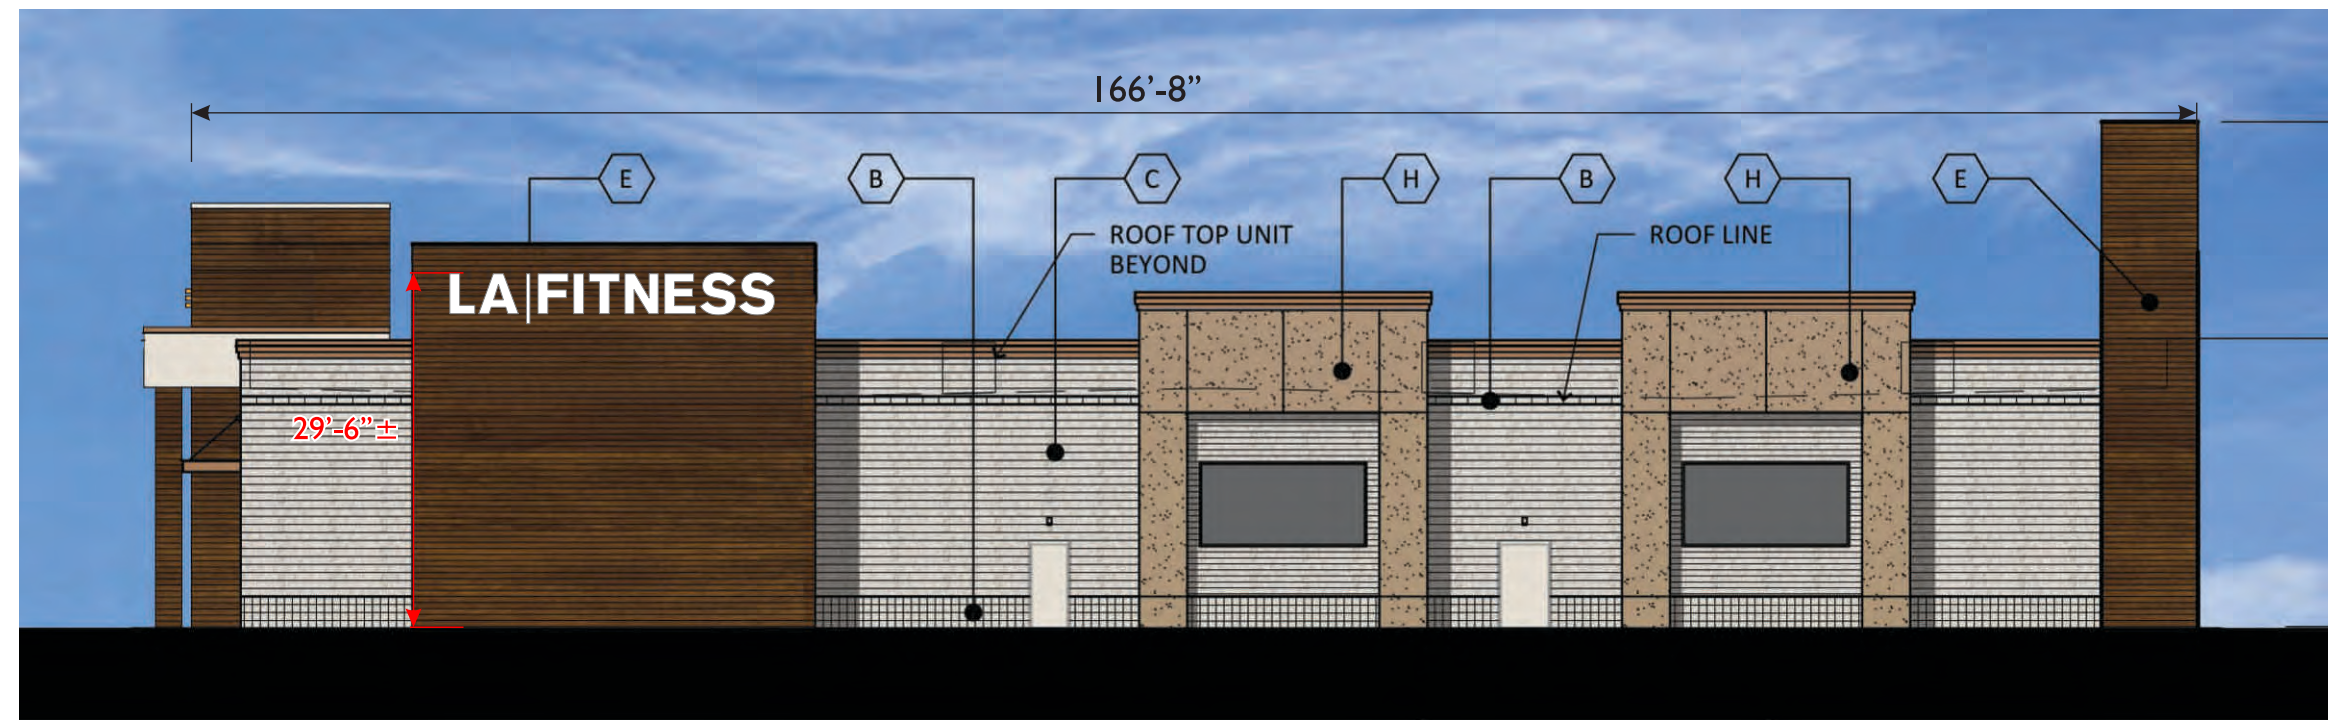 166’-8”
E
B
C
H
B
H
E
ROOF TOP UNIT
BEYOND
ROOF LINE
LA|FITNESS
29’-6”±